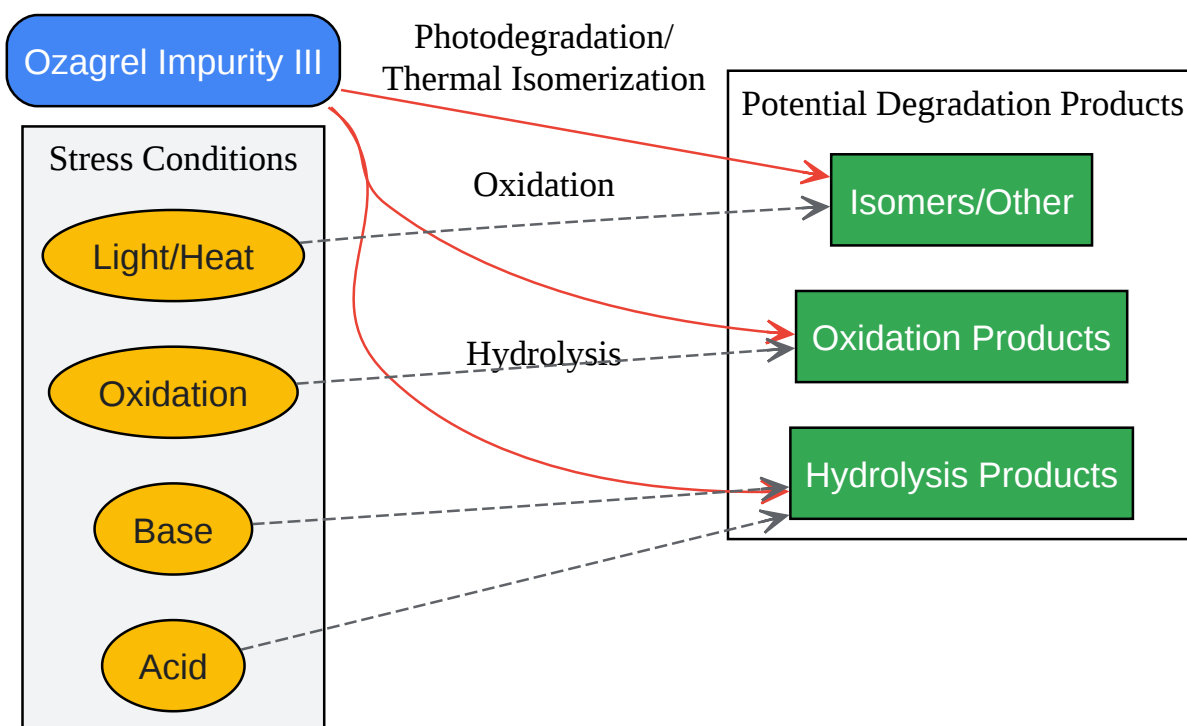 Ozagrel Impurity III
Photodegradation/
Thermal Isomerization
Potential Degradation Products
Stress Conditions
Oxidation
Isomers/Other
Light/Heat
Oxidation Products
Hydrolysis
Oxidation
Hydrolysis Products
Base
Acid